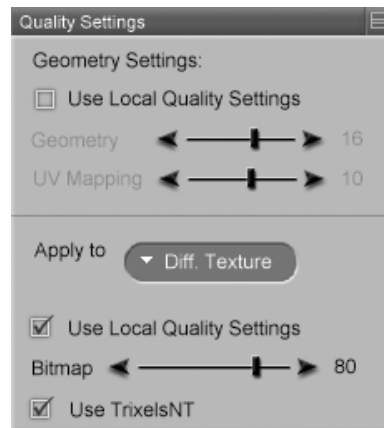 Quality Settings
Geometry Settings:
Use Local Quality Settings
Geometry 16
UV Mapping 10
Apply to Diff. Texture
Use Local Quality Settings
Bitmap 80
Use TrixelsNT